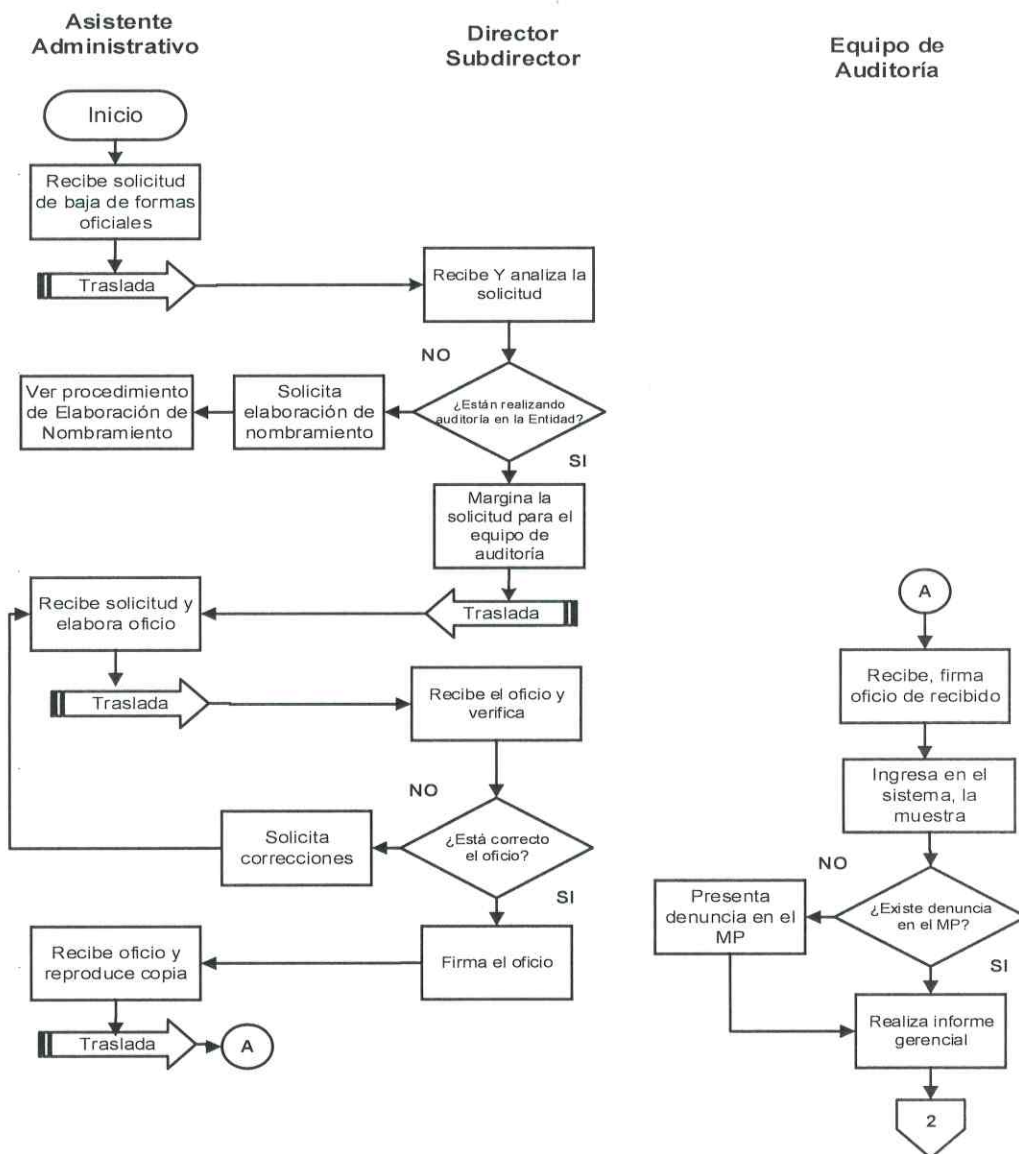 Asistente
Administrativo
Director
Subdirector
Equipo de
Auditoría
Inicio
Recibe solicitud
de baja de formas
oficiales
Traslada
Recibe Y analiza la
solicitud
NO
¿Están realizando
auditoría en la Entidad?
Solicita
elaboración de
nombramiento
Ver procedimiento
de Elaboración de
Nombramiento
SI
Margina la
solicitud para el
equipo de
auditoría
Traslada
Recibe solicitud y
elabora oficio
Traslada
Recibe el oficio y
verifica
NO
¿Está correcto
el oficio?
Solicita
correcciones
SI
Firma el oficio
Recibe oficio y
reproduce copia
Traslada
A
A
Recibe, firma
oficio de recibido
Ingresa en el
sistema, la
muestra
NO
¿Existe denuncia
en el MP?
Presenta
denuncia en el
MP
SI
Realiza informe
gerencial
2